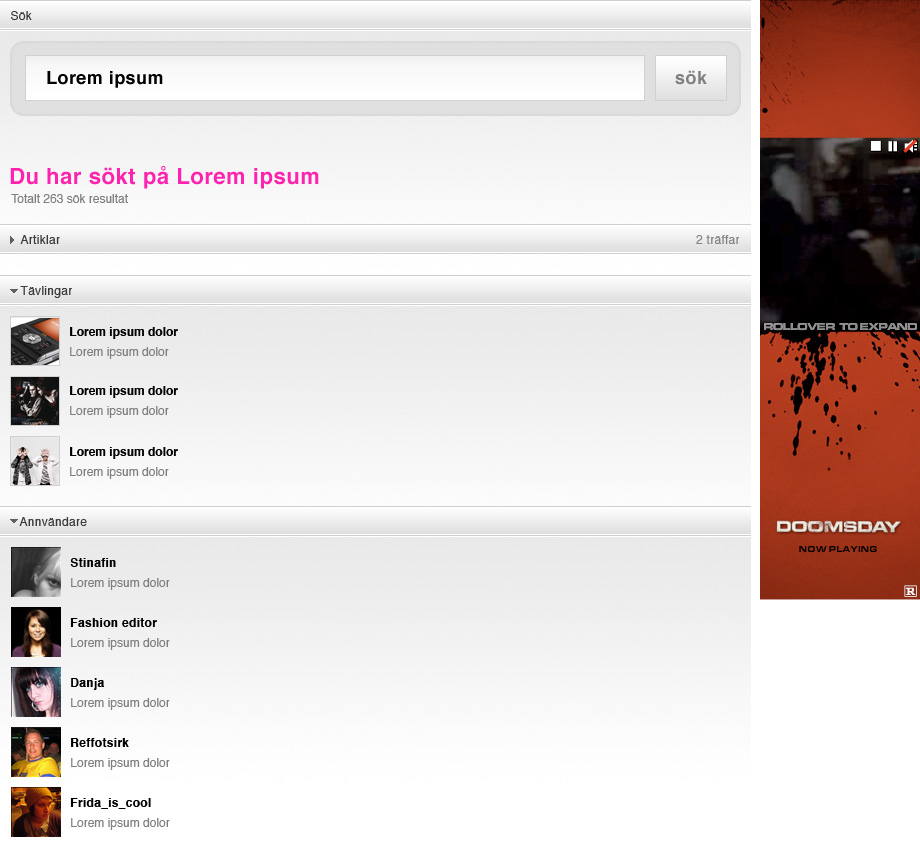 Sök
Lorem ipsum
sök
Du har sökt på Lorem ipsum
Totalt 263 sök resultat
Artiklar
2 träffar
Tävlingar
Lorem ipsum dolor
Lorem ipsum dolor
Lorem ipsum dolor
Lorem ipsum dolor
Lorem ipsum dolor
Lorem ipsum dolor
Annvändare
Stinafin
Lorem ipsum dolor
Fashion editor
Lorem ipsum dolor
Danja
Lorem ipsum dolor
Reffotsirk
Lorem ipsum dolor
Frida_is_cool
Lorem ipsum dolor
ROLLOVER TO EXPAND
DOOMSDAY
NOW PLAYING
R